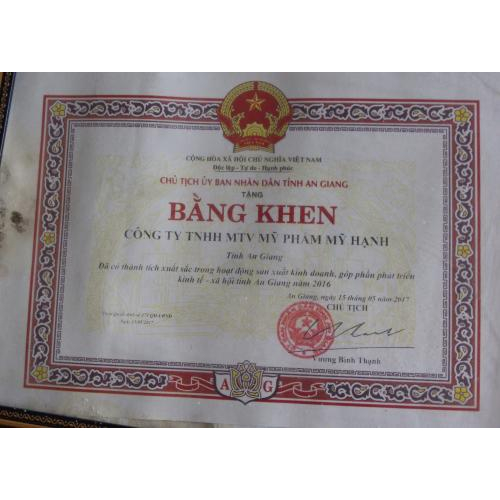 CỘNG HÒA XÃ HỘI CHỦ NGHĨA VIỆT NAM
Độc lập - Tự do - Hạnh phúc
CHỦ TỊCH ỦY BAN NHÂN DÂN TỈNH AN GIANG
TẶNG
BẰNG KHEN
CÔNG TY TNHH MTV MỸ PHẨM MỸ HẠNH
Tỉnh An Giang
Đã có thành tích xuất sắc trong hoạt động sản xuất kinh doanh, góp phần phát triển
kinh tế - xã hội tỉnh An Giang năm 2016
An Giang, ngày 15 tháng 05 năm 2017
CHỦ TỊCH
Vương Bình Thạnh
A G